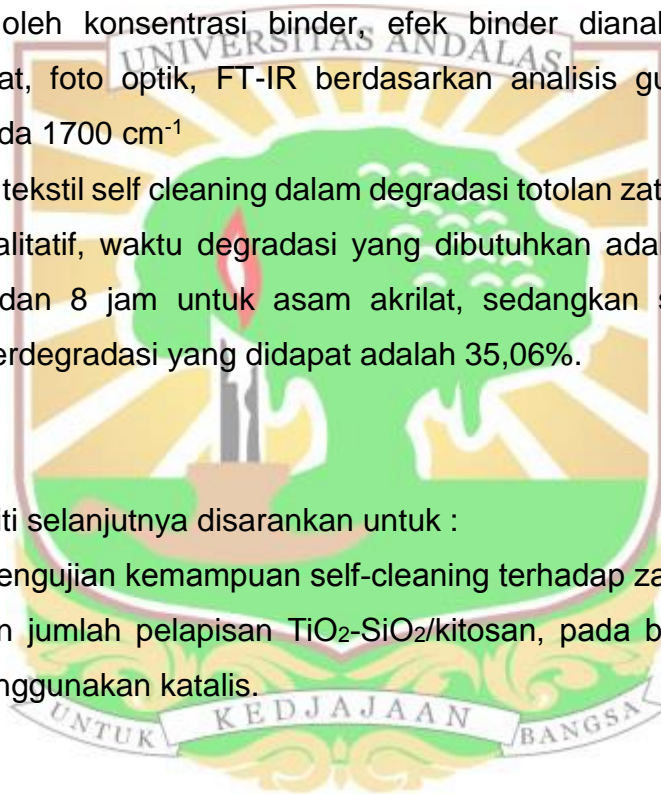 oleh konsentrasi binder, efek binder dianal
UNIVERSITAS ANDALAS
at, foto optik, FT-IR berdasarkan analisis gu
da 1700 cm-1
tekstil self cleaning dalam degradasi totolan zat
alitatif, waktu degradasi yang dibutuhkan adal
dan 8 jam untuk asam akrilat, sedangkan s
erdegradasi yang didapat adalah 35,06%.
iti selanjutnya disarankan untuk :
engujian kemampuan self-cleaning terhadap za
n jumlah pelapisan TiO2-SiO2/kitosan, pada b
nggunakan katalis.
UNTUK KEDJAJAAN BANGSA